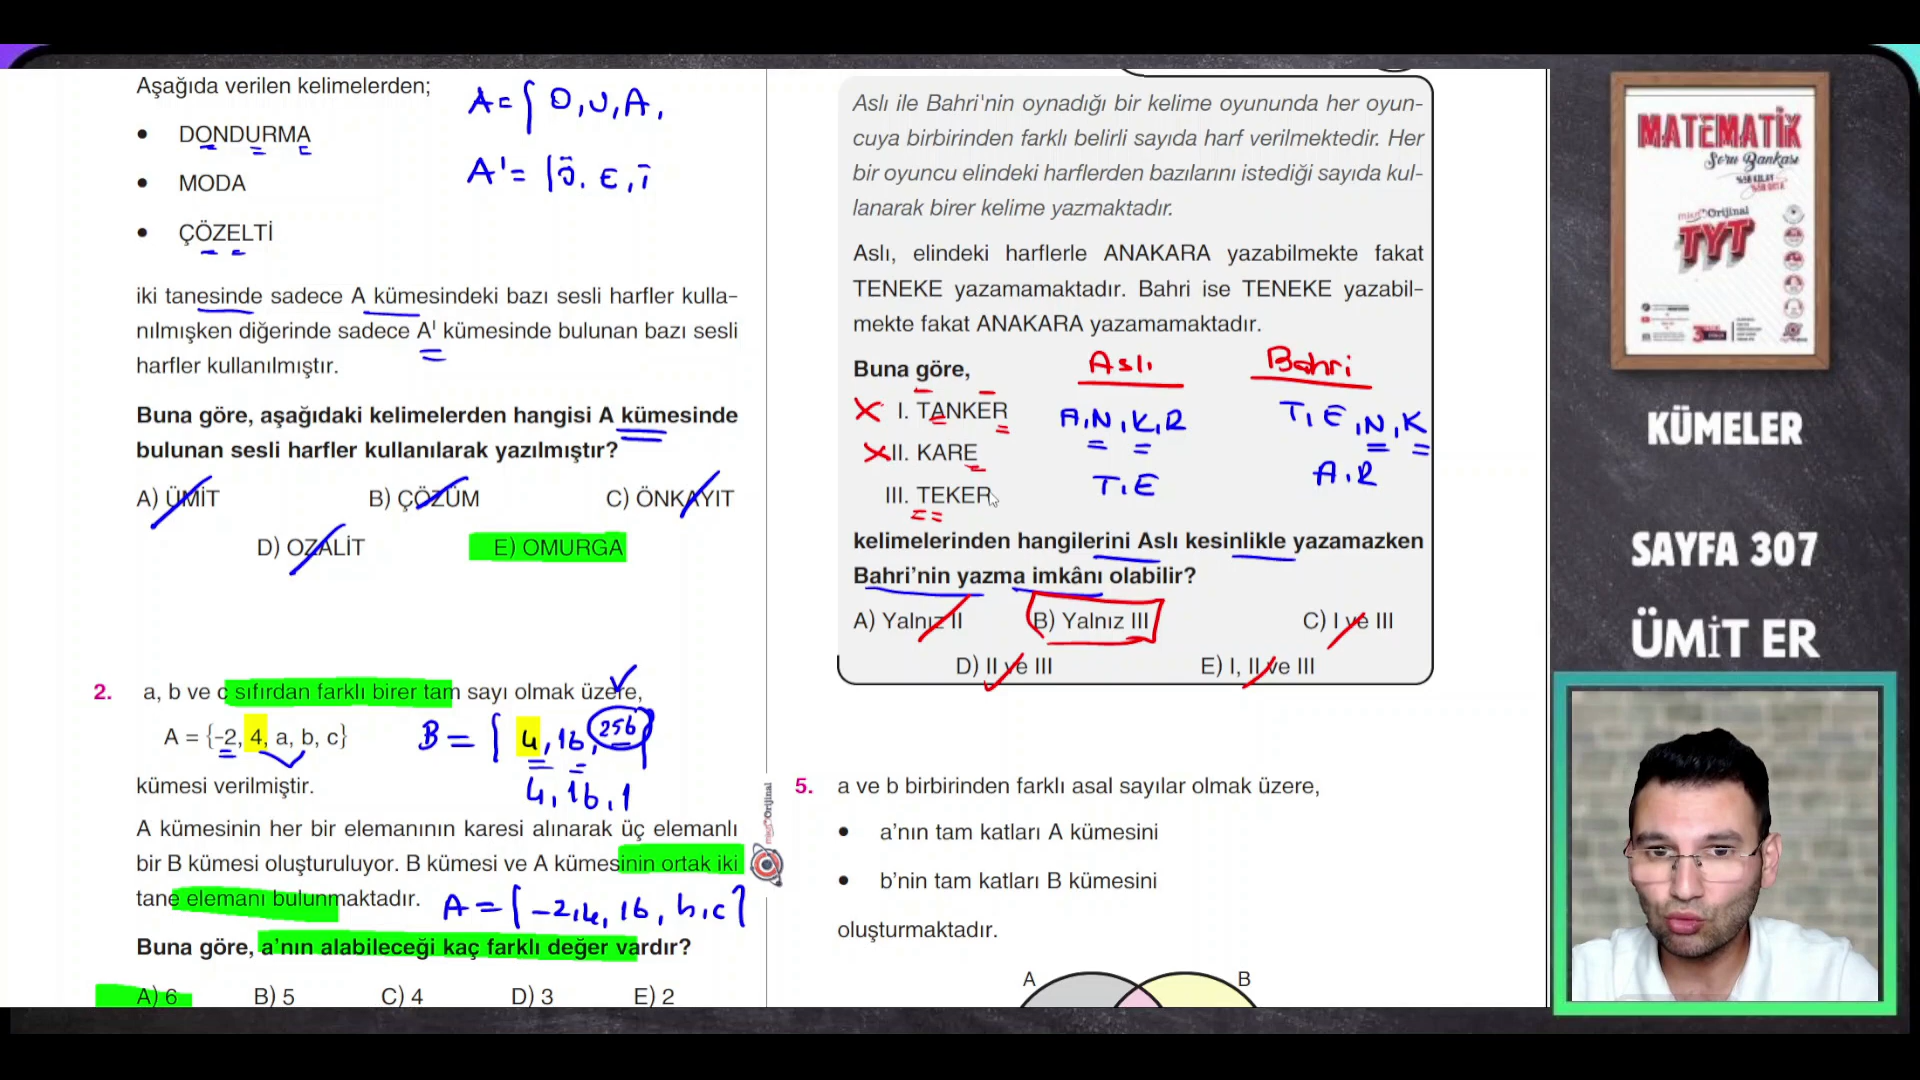 Aşağıda verilen kelimelerden;
• DONDURMA
• MODA
• ÇÖZELTİ
A = { O, U, A,
A' = { Ö, E, İ
iki tanesinde sadece A kümesindeki bazı sesli harfler kulla-
nılmışken diğerinde sadece A' kümesinde bulunan bazı sesli
harfler kullanılmıştır.
Buna göre, aşağıdaki kelimelerden hangisi A kümesinde
bulunan sesli harfler kullanılarak yazılmıştır?
A) ÜMİT B) ÇÖZÜM C) ÖNKAYIT
D) OZALİT E) OMURGA
2. a, b ve c sıfırdan farklı birer tam sayı olmak üzere,
A = {-2, 4, a, b, c}
B = { 4, 16, 256 }
4, 16, 1
kümesi verilmiştir.
A kümesinin her bir elemanının karesi alınarak üç elemanlı
bir B kümesi oluşturuluyor. B kümesi ve A kümesinin ortak iki
tane elemanı bulunmaktadır.
A = { -2, 4, 16, b, c }
Buna göre, a'nın alabileceği kaç farklı değer vardır?
A) 6 B) 5 C) 4 D) 3 E) 2
miray Orijinal
Aslı ile Bahri'nin oynadığı bir kelime oyununda her oyun-
cuya birbirinden farklı belirli sayıda harf verilmektedir. Her
bir oyuncu elindeki harflerden bazılarını istediği sayıda kul-
lanarak birer kelime yazmaktadır.
Aslı, elindeki harflerle ANAKARA yazabilmekte fakat
TENEKE yazamamaktadır. Bahri ise TENEKE yazabil-
mekte fakat ANAKARA yazamamaktadır.
Buna göre,
I. TANKER
II. KARE
III. TEKER
Aslı
A, N, K, R
T, E
Bahri
T, E, N, K
A, R
kelimelerinden hangilerini Aslı kesinlikle yazamazken
Bahri'nin yazma imkânı olabilir?
A) Yalnız II B) Yalnız III C) I ve III
D) II ve III E) I, II ve III
5. a ve b birbirinden farklı asal sayılar olmak üzere,
• a'nın tam katları A kümesini
• b'nin tam katları B kümesini
oluşturmaktadır.
A B
MATEMATİK
Soru Bankası
Orijinal
TYT
KÜMELER
SAYFA 307
ÜMİT ER